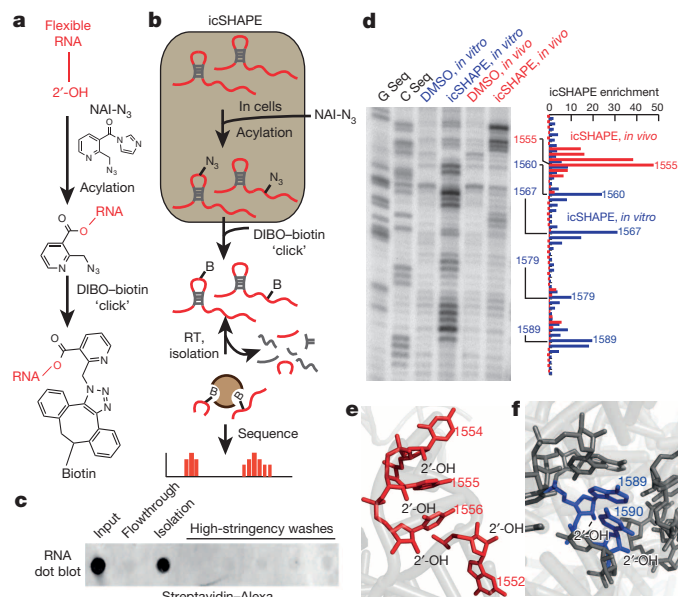 a
Flexible
RNA
2′-OH
NAI-N3
N3
Acylation
RNA
O
O
N
N3
DIBO–biotin
'click'
O
RNA
O
N
N
N
N
Biotin
b
icSHAPE
In cells
NAI-N3
Acylation
N3
N3
DIBO–biotin
'click'
B
B
RT,
isolation
B
B
Sequence
c
Input
Flowthrough
Isolation
High-stringency washes
RNA
dot blot
Streptavidin–Alexa
d
G Seq
C Seq
DMSO, in vitro
icSHAPE, in vitro
DMSO, in vivo
icSHAPE, in vivo
icSHAPE enrichment
0 10 20 30 40 50
icSHAPE, in vivo
1555
1555
1560
1560
1567
icSHAPE, in vitro
1567
1579
1579
1589
1589
e
1554
2′-OH
1555
2′-OH
1556
2′-OH
2′-OH
1552
f
1589
1590
2′-OH
2′-OH